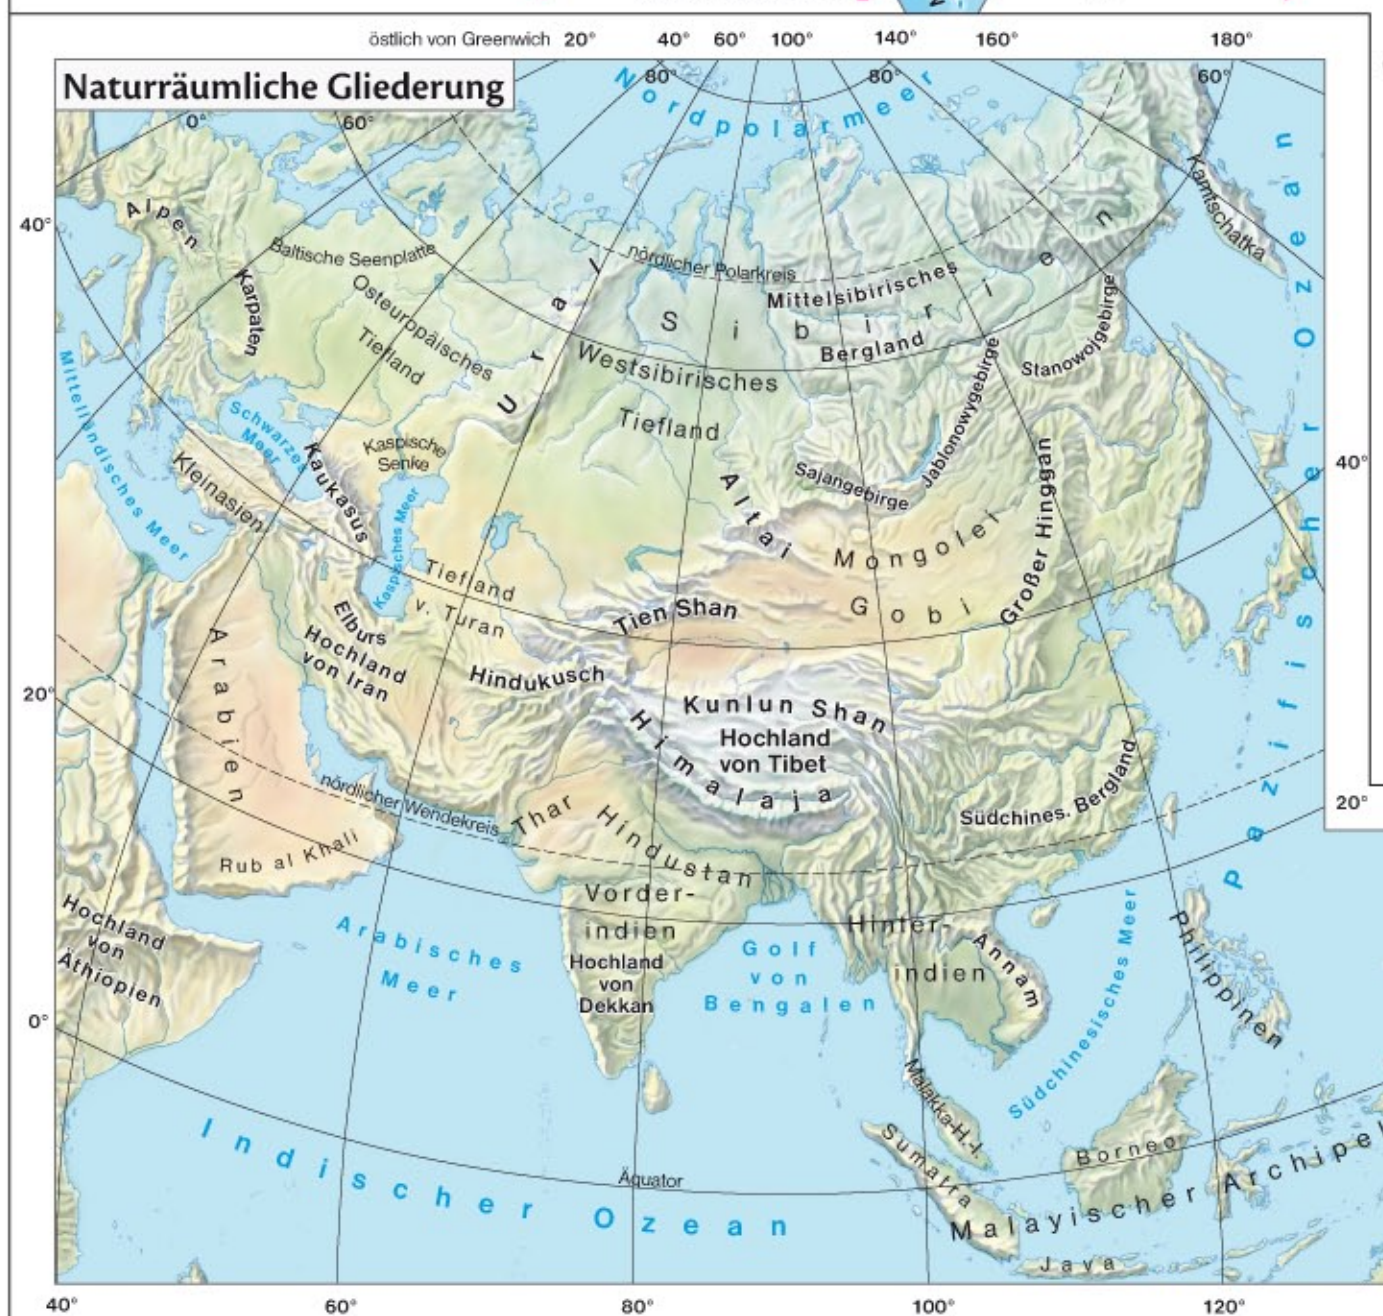 östlich von Greenwich 20° 40° 60° 100° 140° 160° 180°
Naturräumliche Gliederung
80° 80° 60°
0° 60°
Nordpolarmeer
40°
Alpen
Kamtschatka
Baltische Seenplatte
nördlicher Polarkreis
Karpaten
Osteuropäisches
Tiefland
Ural
Sibirien
Mittelsibirisches
Bergland
Stanowojgebirge
Westsibirisches
Tiefland
Jablonowygebirge
Mittelländisches Meer
Schwarzes
Meer
Kaspische
Senke
Kaukasus
Kleinasien
Kaspisches Meer
Altai
Sajangebirge
Mongolei
Großer Hinggan
40°
Pazifischer Ozean
Tiefland
v. Turan
Tien Shan
Gobi
Elburs
Hochland
von Iran
Arabien
Hindukusch
Kunlun Shan
20°
Hochland
von Tibet
Himalaja
nördlicher Wendekreis
Thar
Hindustan
Südchines. Bergland
20°
Rub al Khali
Hochland
von
Äthiopien
Arabisches
Meer
Vorder-
indien
Hochland
von
Dekkan
Golf
von
Bengalen
Hinter-
indien
Annam
Südchinesisches Meer
Philippinen
0°
Malakka-H.-I.
Indischer Ozean
Äquator
Sumatra
Borneo
Malayischer Archipel
Java
40° 60° 80° 100° 120°